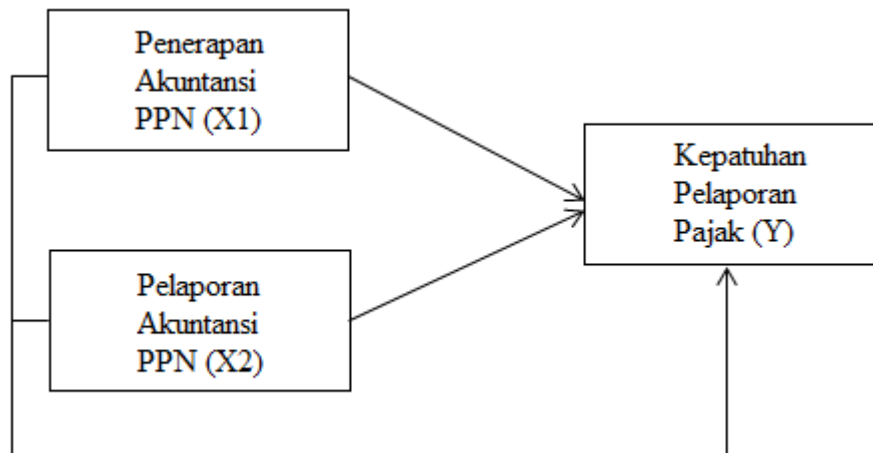 Penerapan
Akuntansi
PPN (X1)
Kepatuhan
Pelaporan
Pajak (Y)
Pelaporan
Akuntansi
PPN (X2)